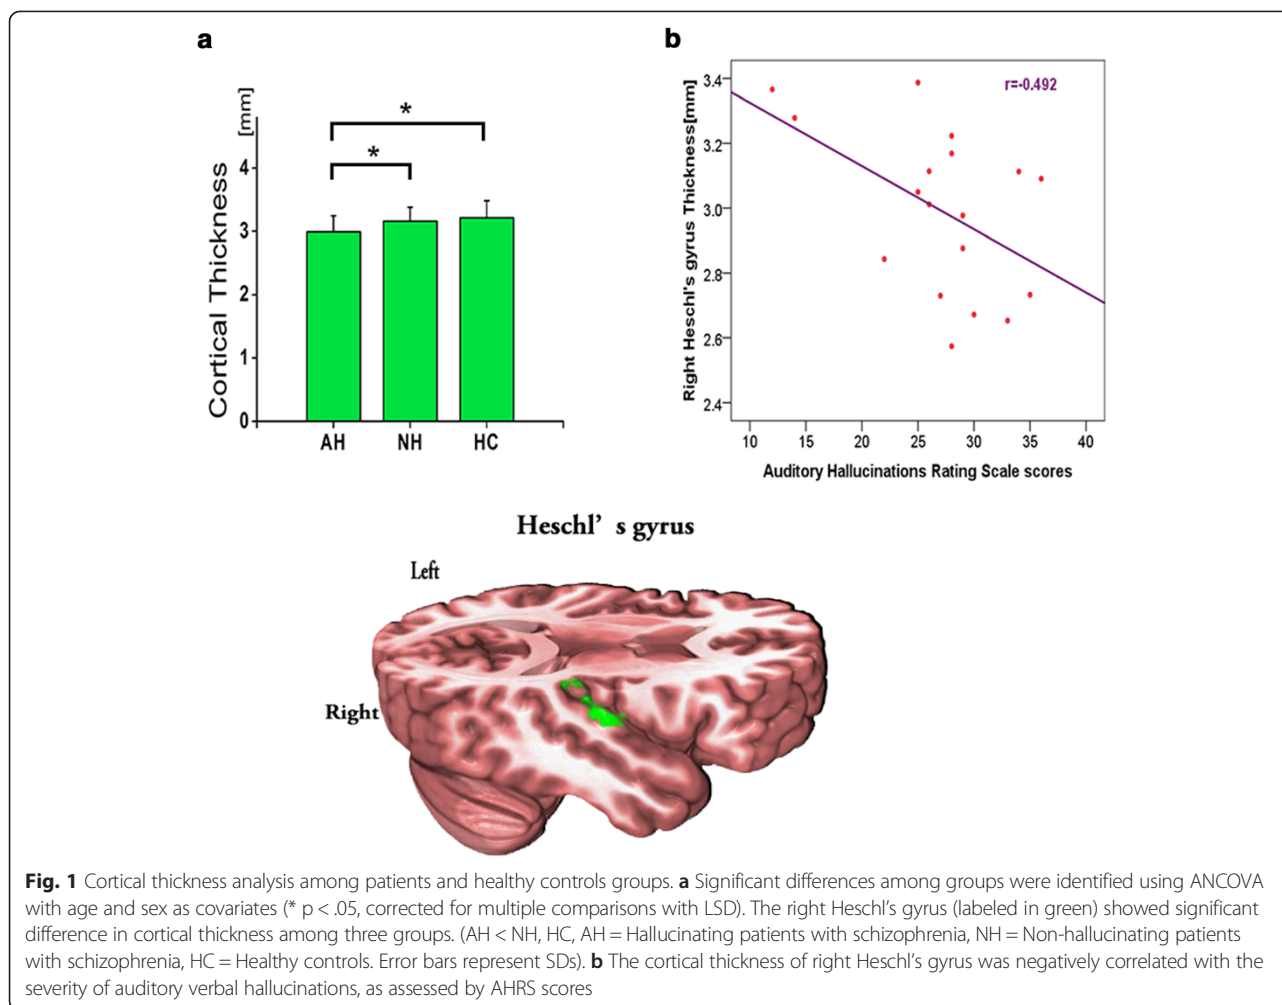 a
[mm]
Cortical Thickness
4
3
2
1
0
*
*
AH NH HC
b
Right Heschl's gyrus Thickness[mm]
3.4
3.2
3.0
2.8
2.6
2.4
r=-0.492
10 15 20 25 30 35 40
Auditory Hallucinations Rating Scale scores
Heschl’ s gyrus
Left
Right
Fig. 1 Cortical thickness analysis among patients and healthy controls groups. a Significant differences among groups were identified using ANCOVA
with age and sex as covariates (* p < .05, corrected for multiple comparisons with LSD). The right Heschl’s gyrus (labeled in green) showed significant
difference in cortical thickness among three groups. (AH < NH, HC, AH = Hallucinating patients with schizophrenia, NH = Non-hallucinating patients
with schizophrenia, HC = Healthy controls. Error bars represent SDs). b The cortical thickness of right Heschl’s gyrus was negatively correlated with the
severity of auditory verbal hallucinations, as assessed by AHRS scores